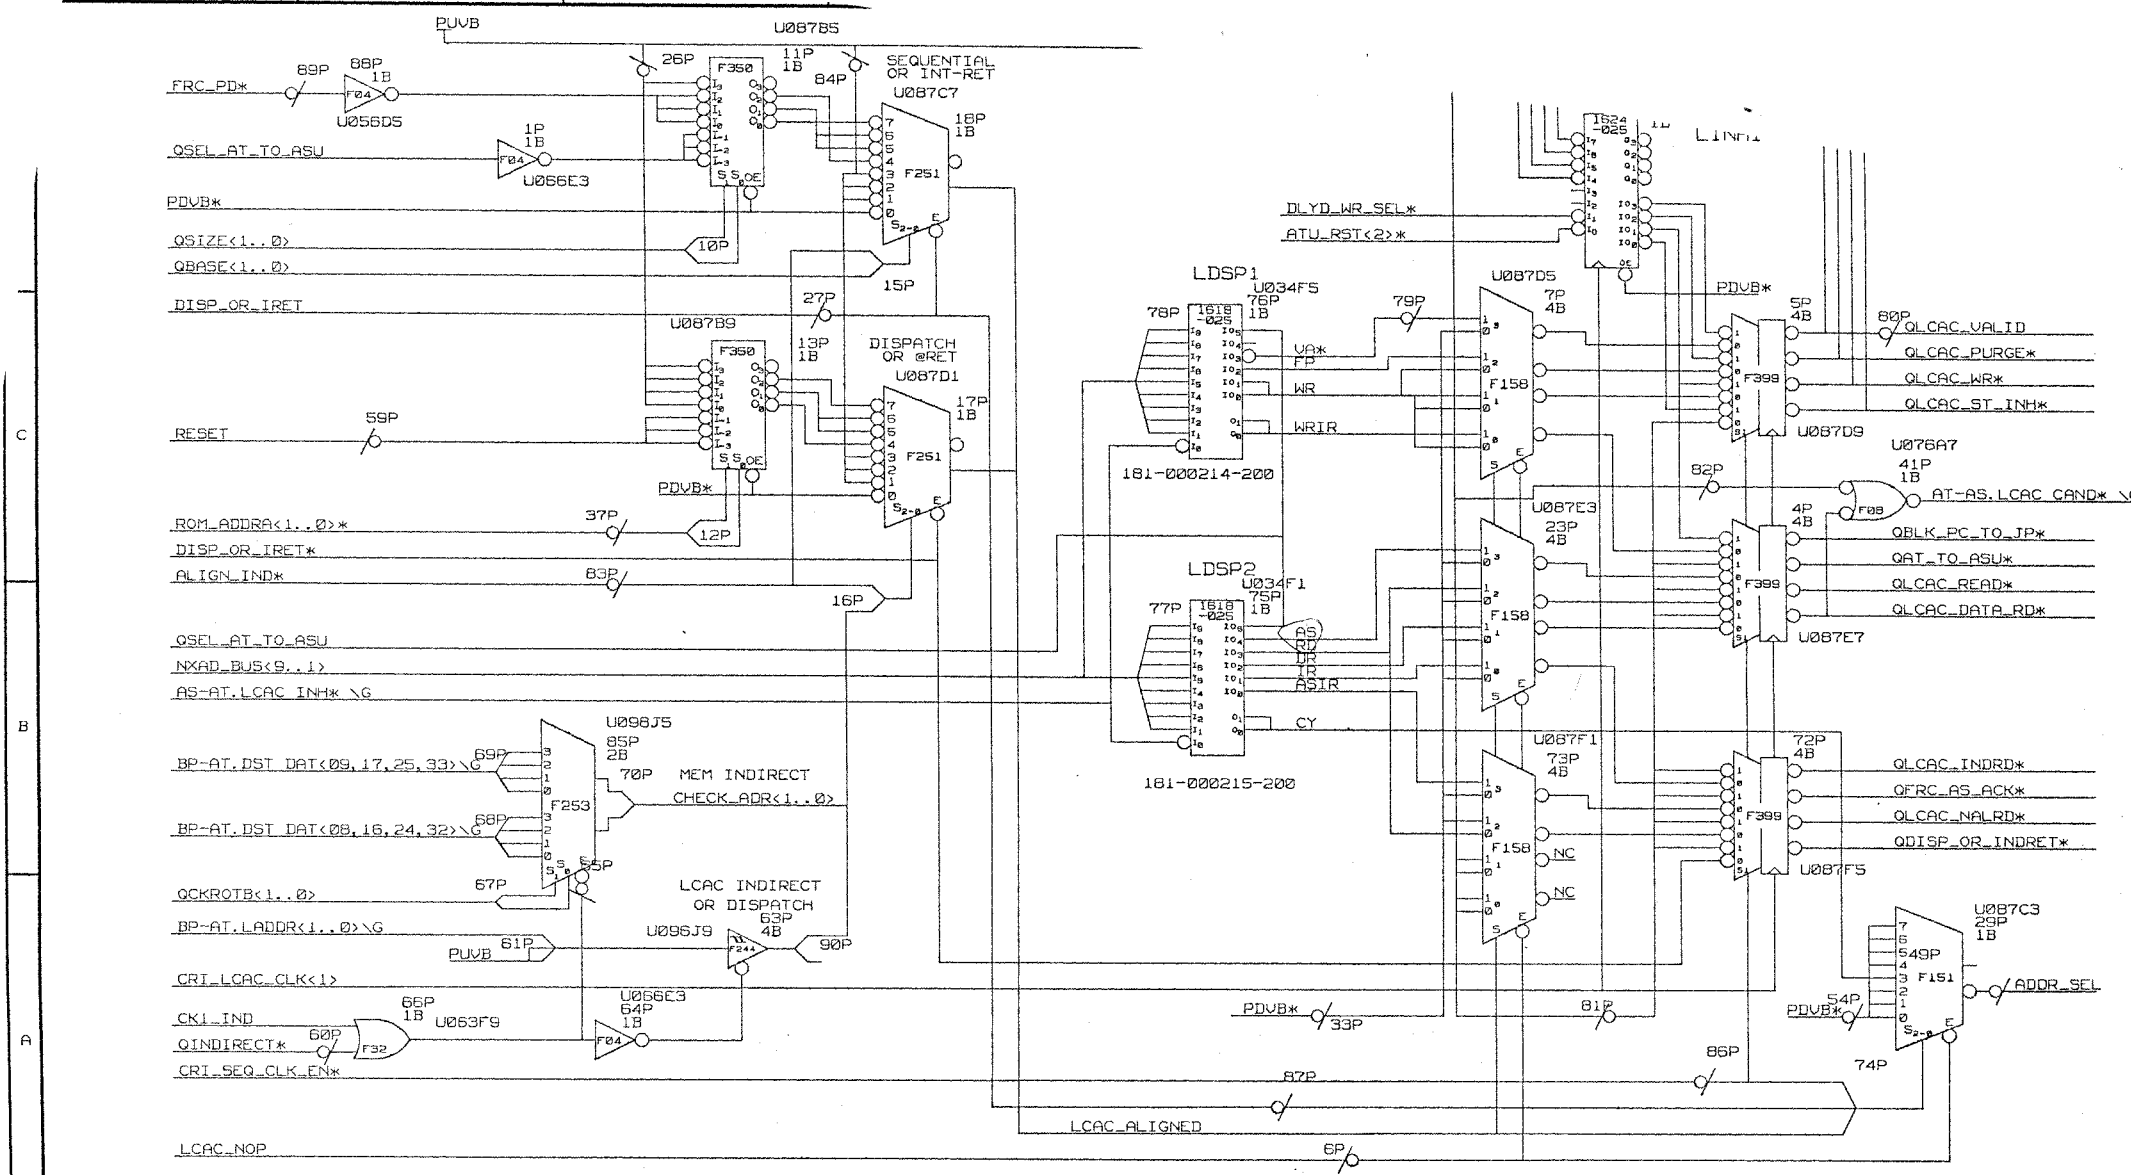 PUVB
U087B5
FRC_PD*
89P
88P
1B
F04
U056D5
26P
F350
11P
1B
84P
SEQUENTIAL
OR INT-RET
U087C7
18P
1B
F251
QSEL_AT_TO_ASU
1P
1B
F04
U066E3
PDVB*
QSIZE<1..0>
10P
QBASE<1..0>
15P
DISP_OR_IRET
27P
U087B9
F350
13P
1B
DISPATCH
OR @RET
U087D1
17P
1B
F251
RESET
59P
PDVB*
ROM_ADDRA<1..0>*
37P
12P
DISP_OR_IRET*
ALIGN_IND*
83P
16P
QSEL_AT_TO_ASU
NXAD_BUS<9..1>
AS-AT.LCAC INH* \G
U098J5
85P
2B
BP-AT.DST DAT<09,17,25,33>\G
69P
70P
F253
MEM INDIRECT
CHECK_ADR<1..0>
BP-AT.DST DAT<08,16,24,32>\G
68P
QCKROTB<1..0>
67P
LCAC INDIRECT
OR DISPATCH
BP-AT.LADDR<1..0>\G
PUVB
61P
U096J9
63P
4B
F244
90P
CRI_LCAC_CLK<1>
CK1_IND
66P
1B
U063F9
U066E3
64P
1B
F04
QINDIRECT*
60P
F32
CRI_SEQ_CLK_EN*
LCAC_NOP
LCAC_ALIGNED
87P
6P
86P
PDVB*
33P
81P
1624
-025
DLYD_WR_SEL*
ATU_RST<2>*
PDVB*
LDSP1
U034F5
78P
1618
-025
76P
1B
VA*
FP
WR
WRIR
181-000214-200
79P
U087D5
7P
4B
F158
5P
4B
F399
U087D9
80P
QLCAC_VALID
QLCAC_PURGE*
QLCAC_WR*
QLCAC_ST_INH*
82P
U076A7
41P
1B
F08
AT-AS.LCAC CAND*
LDSP2
U034F1
77P
1618
-025
75P
1B
AS
RD
DR
IR
ASIR
CY
181-000215-200
U087E3
23P
4B
F158
4P
4B
F399
U087E7
QBLK_PC_TO_JP*
QAT_TO_ASU*
QLCAC_READ*
QLCAC_DATA_RD*
U087F1
73P
4B
F158
NC
NC
72P
4B
F399
U087F5
QLCAC_INDRD*
QFRC_AS_ACK*
QLCAC_NALRD*
QDISP_OR_INDRET*
U087C3
29P
1B
49P
F151
ADDR_SEL
PDVB*
54P
74P
C
B
A